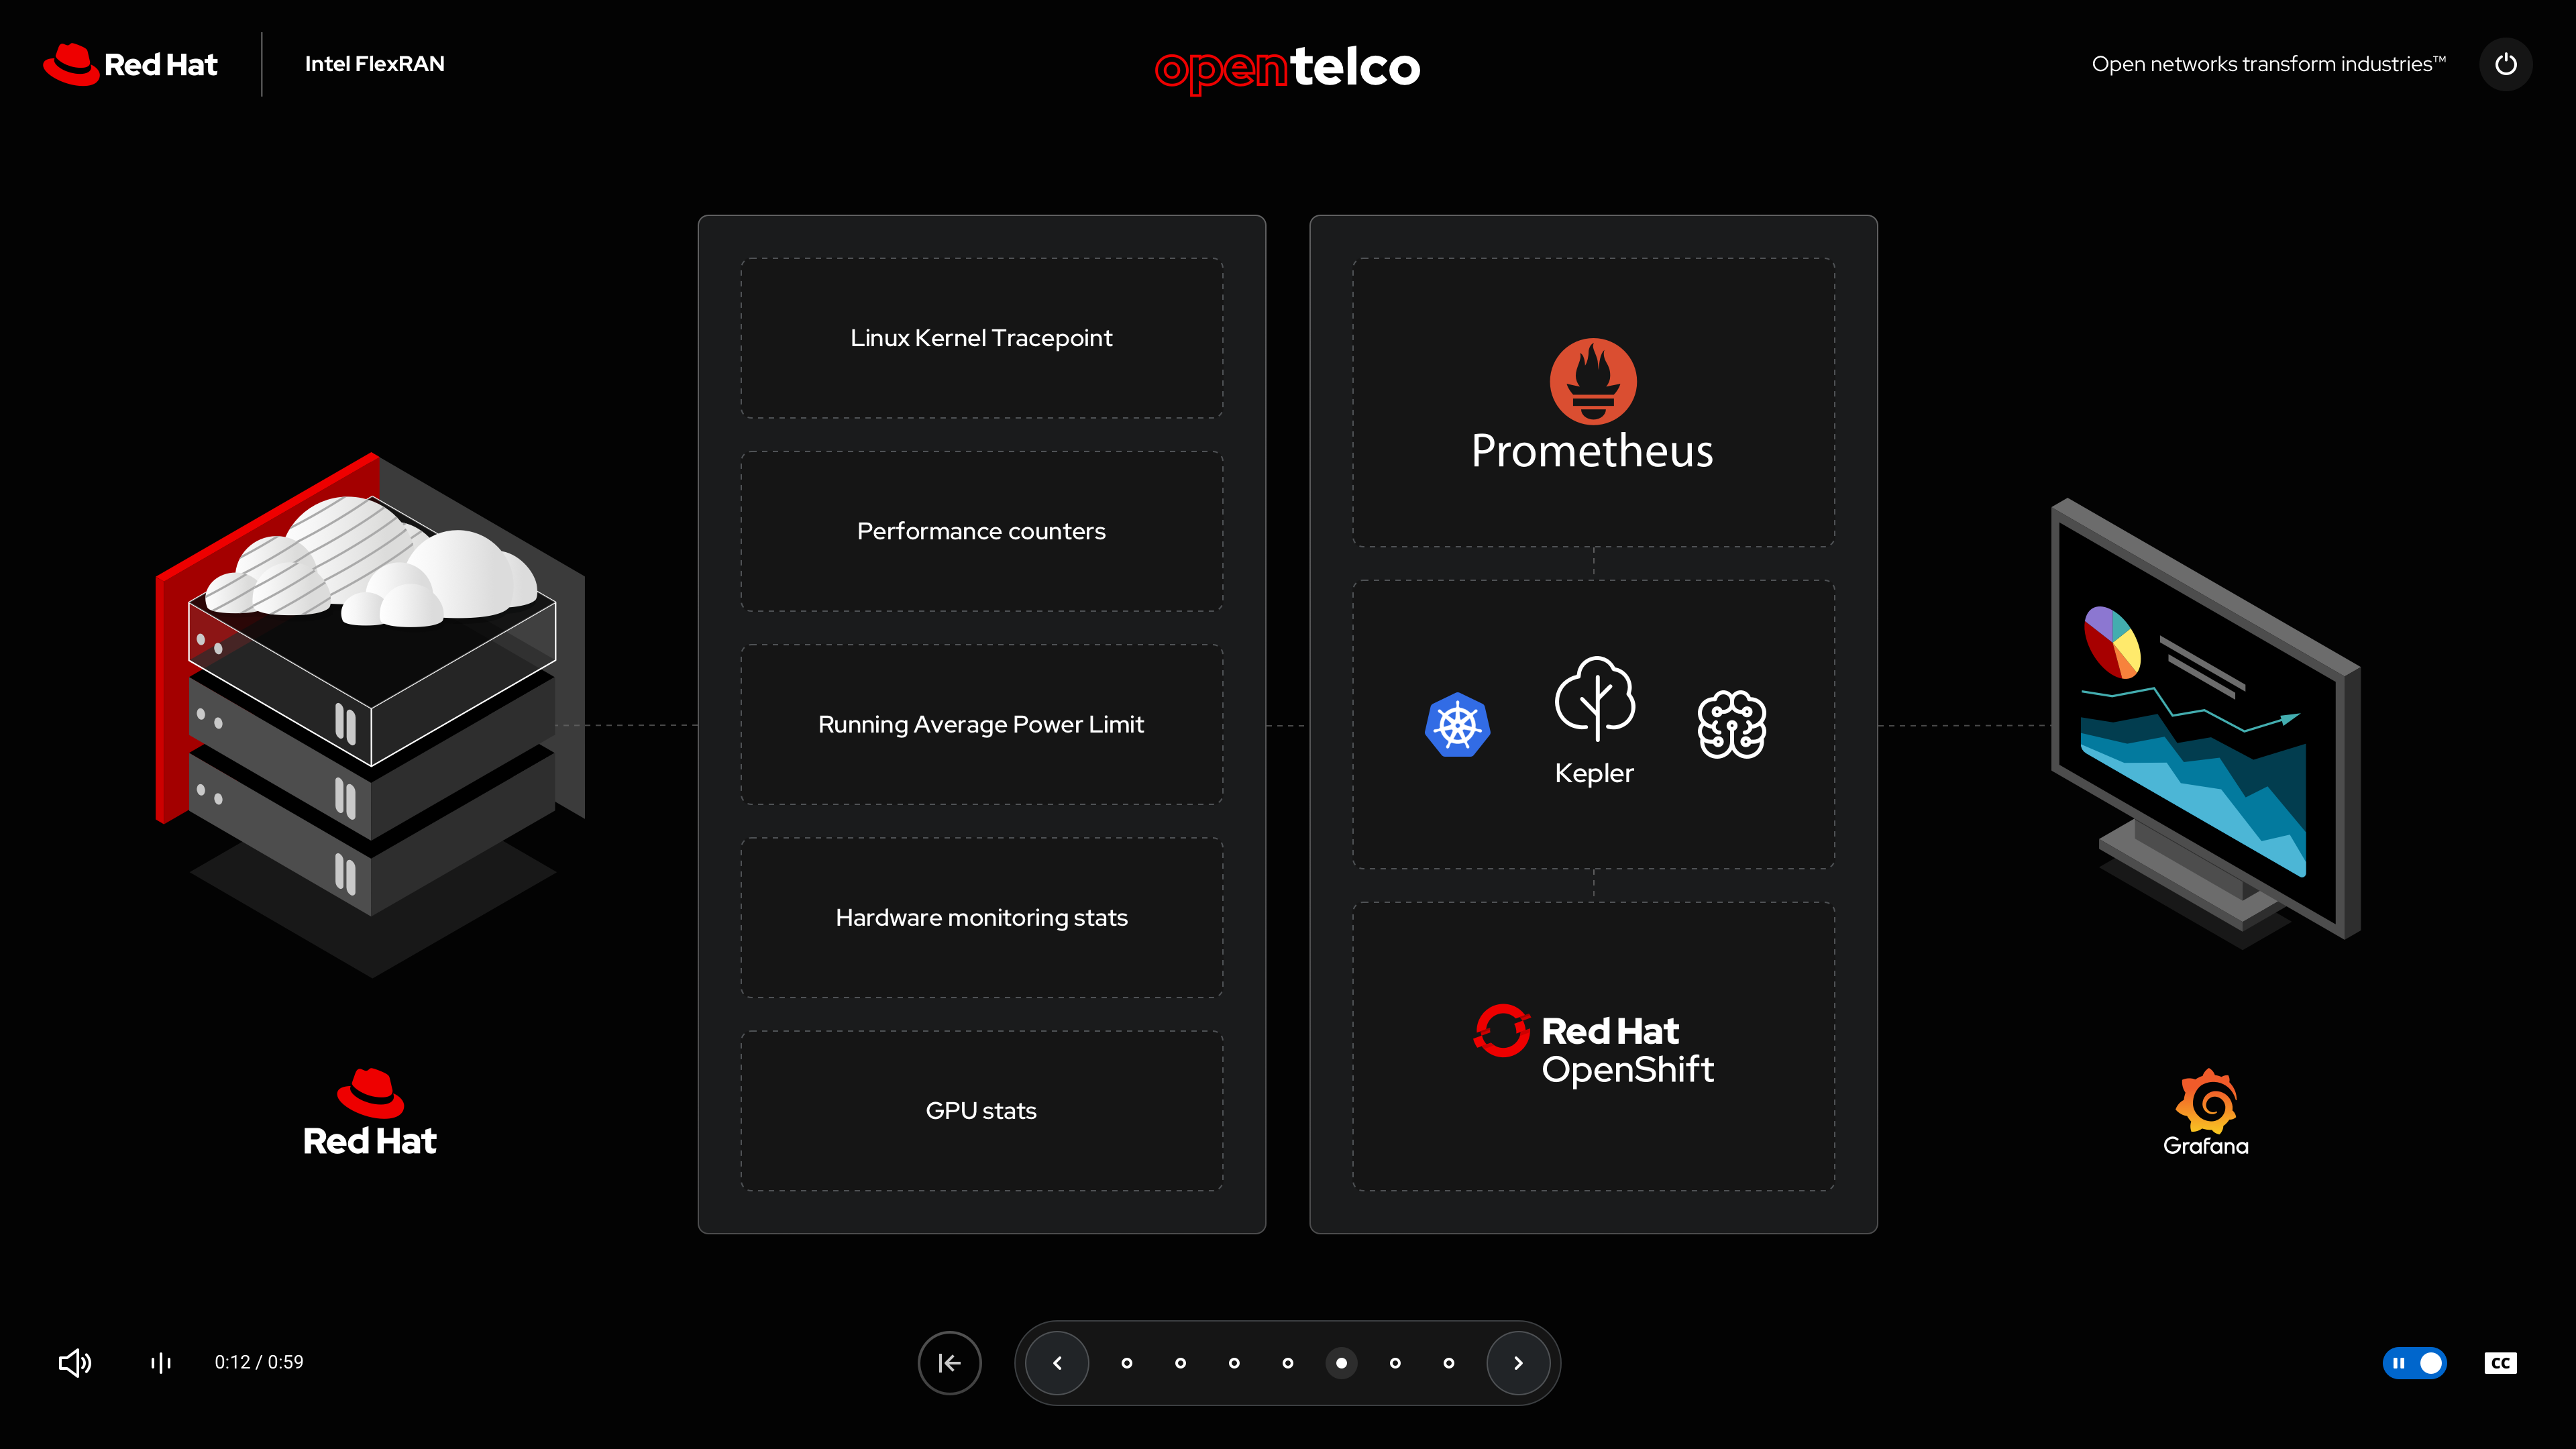 Red Hat
Intel FlexRAN
opentelco
Open networks transform industries™
Linux Kernel Tracepoint
Performance counters
Running Average Power Limit
Hardware monitoring stats
GPU stats
Prometheus
Kepler
Red Hat
OpenShift
Red Hat
Grafana
0:12 / 0:59
CC